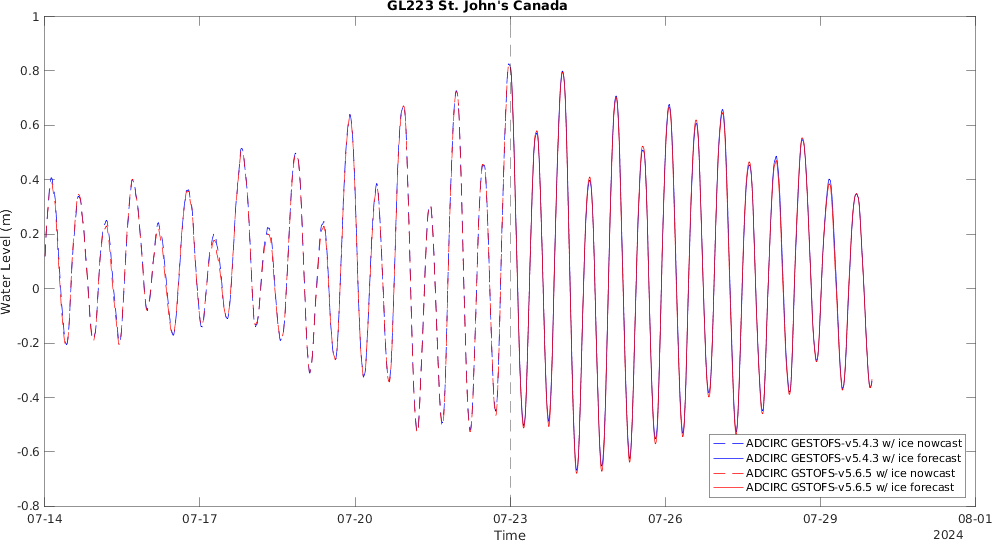 GL223 St. John's Canada
Water Level (m)
1
0.8
0.6
0.4
0.2
0
-0.2
-0.4
-0.6
-0.8
ADCIRC GESTOFS-v5.4.3 w/ ice nowcast
ADCIRC GESTOFS-v5.4.3 w/ ice forecast
ADCIRC GSTOFS-v5.6.5 w/ ice nowcast
ADCIRC GSTOFS-v5.6.5 w/ ice forecast
07-14 07-17 07-20 07-23 07-26 07-29 08-01
Time
2024